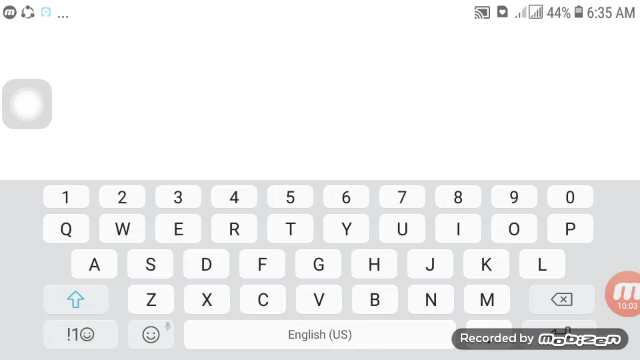 ... 44% 6:35 AM
1 2 3 4 5 6 7 8 9 0
Q W E R T Y U I O P
A S D F G H J K L
Z X C V B N M
10:03
!1☺ English (US)
Recorded by mobizen